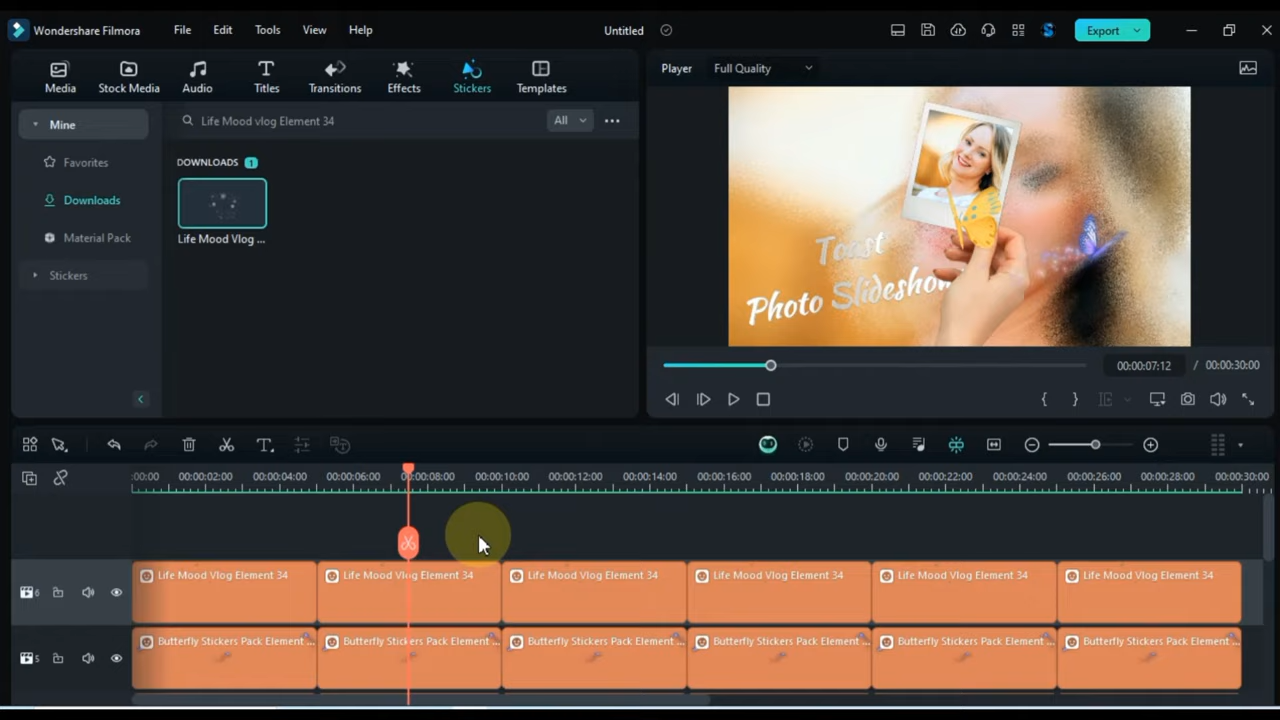 Wondershare Filmora File Edit Tools View Help Untitled Export
Media Stock Media Audio Titles Transitions Effects Stickers Templates
Player Full Quality
Mine
Life Mood vlog Element 34 All
Favorites
DOWNLOADS 1
Downloads
Life Mood Vlog ...
Material Pack
Stickers
Toast
Photo Slideshow
00:00:07:12 / 00:00:30:00
:00:00 00:00:02:00 00:00:04:00 00:00:06:00 00:00:08:00 00:00:10:00 00:00:12:00 00:00:14:00 00:00:16:00 00:00:18:00 00:00:20:00 00:00:22:00 00:00:24:00 00:00:26:00 00:00:28:00 00:00:30:00
6 Life Mood Vlog Element 34 Life Mood Vlog Element 34 Life Mood Vlog Element 34 Life Mood Vlog Element 34 Life Mood Vlog Element 34 Life Mood Vlog Element 34
5 Butterfly Stickers Pack Element ... Butterfly Stickers Pack Element ... Butterfly Stickers Pack Element ... Butterfly Stickers Pack Element ... Butterfly Stickers Pack Element ... Butterfly Stickers Pack Element ...